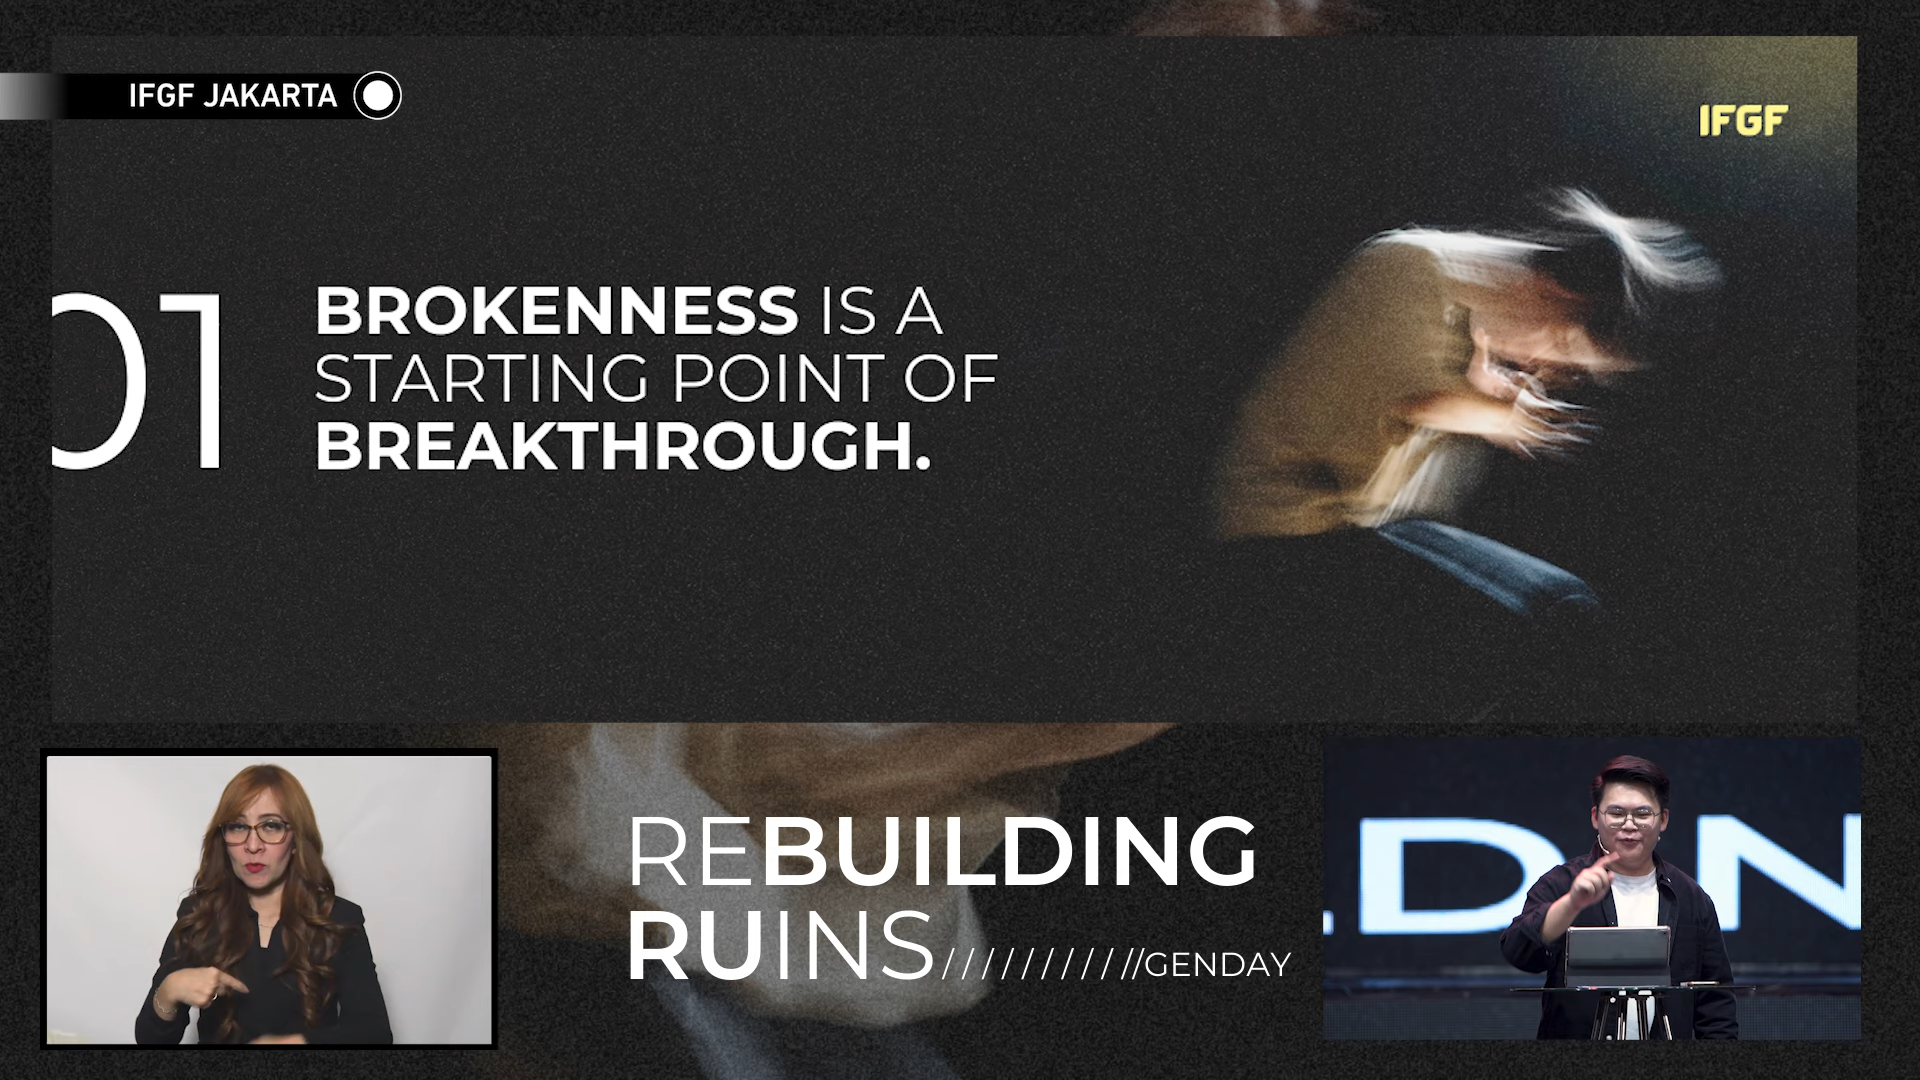 IFGF JAKARTA
IFGF
01
BROKENNESS IS A
STARTING POINT OF
BREAKTHROUGH.
REBUILDING
RUINS///////////GENDAY
D N